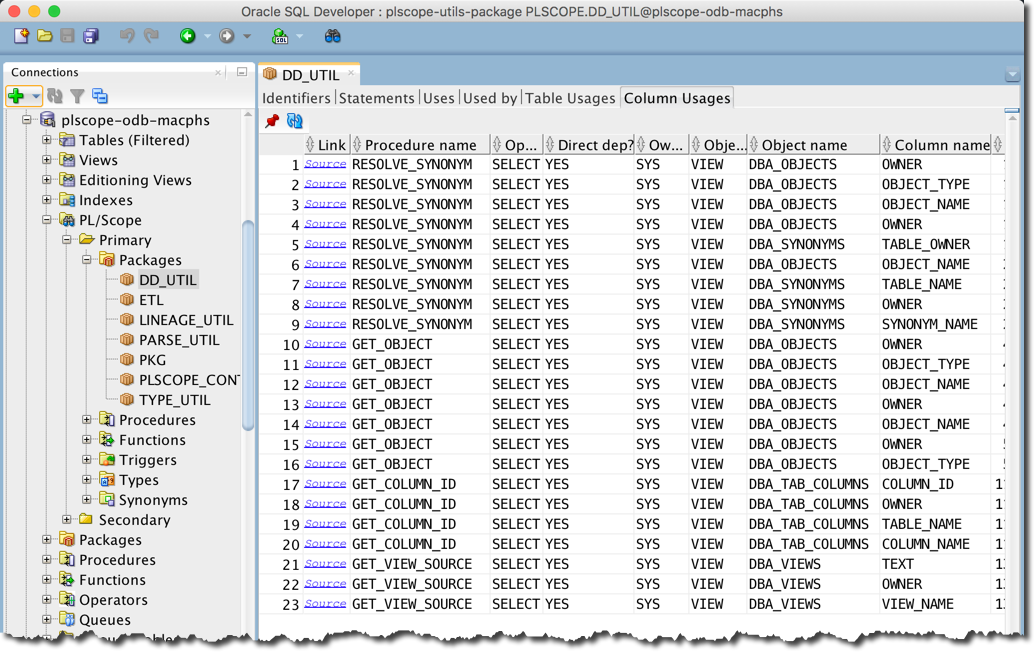 Oracle SQL Developer : plscope-utils-package PLSCOPE.DD_UTIL@plscope-odb-macphs
Connections
plscope-odb-macphs
Tables (Filtered)
Views
Editioning Views
Indexes
PL/Scope
Primary
Packages
DD_UTIL
ETL
LINEAGE_UTIL
PARSE_UTIL
PKG
PLSCOPE_CONT
TYPE_UTIL
Procedures
Functions
Triggers
Types
Synonyms
Secondary
Packages
Procedures
Functions
Operators
Queues
DD_UTIL
Identifiers Statements Uses Used by Table Usages Column Usages
Link Procedure name Op... Direct dep? Ow... Obje... Object name Column name
1 Source RESOLVE_SYNONYM SELECT YES SYS VIEW DBA_OBJECTS OWNER
2 Source RESOLVE_SYNONYM SELECT YES SYS VIEW DBA_OBJECTS OBJECT_TYPE
3 Source RESOLVE_SYNONYM SELECT YES SYS VIEW DBA_OBJECTS OBJECT_NAME
4 Source RESOLVE_SYNONYM SELECT YES SYS VIEW DBA_OBJECTS OWNER
5 Source RESOLVE_SYNONYM SELECT YES SYS VIEW DBA_SYNONYMS TABLE_OWNER
6 Source RESOLVE_SYNONYM SELECT YES SYS VIEW DBA_OBJECTS OBJECT_NAME
7 Source RESOLVE_SYNONYM SELECT YES SYS VIEW DBA_SYNONYMS TABLE_NAME
8 Source RESOLVE_SYNONYM SELECT YES SYS VIEW DBA_SYNONYMS OWNER
9 Source RESOLVE_SYNONYM SELECT YES SYS VIEW DBA_SYNONYMS SYNONYM_NAME
10 Source GET_OBJECT SELECT YES SYS VIEW DBA_OBJECTS OWNER
11 Source GET_OBJECT SELECT YES SYS VIEW DBA_OBJECTS OBJECT_TYPE
12 Source GET_OBJECT SELECT YES SYS VIEW DBA_OBJECTS OBJECT_NAME
13 Source GET_OBJECT SELECT YES SYS VIEW DBA_OBJECTS OWNER
14 Source GET_OBJECT SELECT YES SYS VIEW DBA_OBJECTS OBJECT_NAME
15 Source GET_OBJECT SELECT YES SYS VIEW DBA_OBJECTS OWNER
16 Source GET_OBJECT SELECT YES SYS VIEW DBA_OBJECTS OBJECT_TYPE
17 Source GET_COLUMN_ID SELECT YES SYS VIEW DBA_TAB_COLUMNS COLUMN_ID
18 Source GET_COLUMN_ID SELECT YES SYS VIEW DBA_TAB_COLUMNS OWNER
19 Source GET_COLUMN_ID SELECT YES SYS VIEW DBA_TAB_COLUMNS TABLE_NAME
20 Source GET_COLUMN_ID SELECT YES SYS VIEW DBA_TAB_COLUMNS COLUMN_NAME
21 Source GET_VIEW_SOURCE SELECT YES SYS VIEW DBA_VIEWS TEXT
22 Source GET_VIEW_SOURCE SELECT YES SYS VIEW DBA_VIEWS OWNER
23 Source GET_VIEW_SOURCE SELECT YES SYS VIEW DBA_VIEWS VIEW_NAME